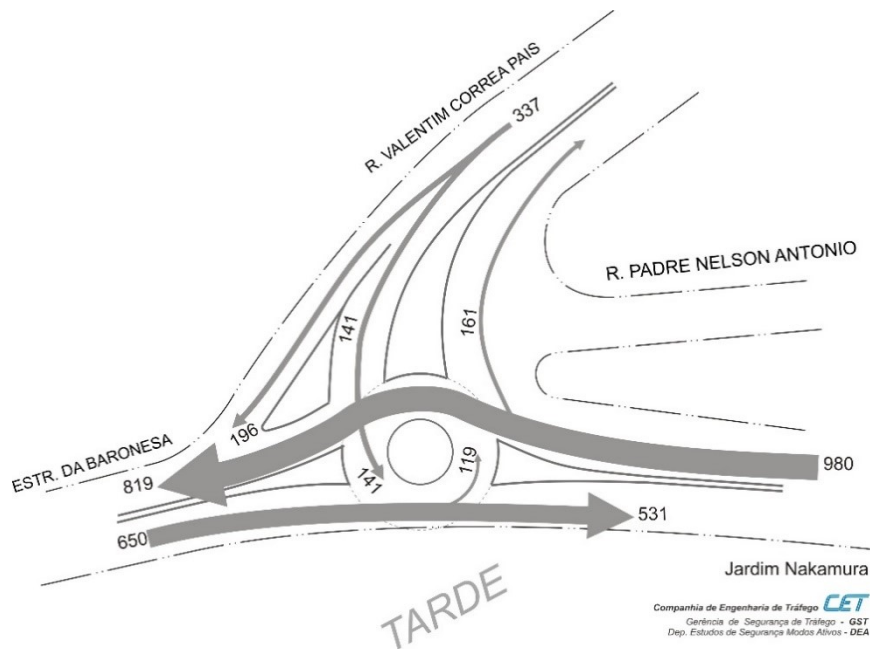 R. VALENTIM CORREA PAIS
337
R. PADRE NELSON ANTONIO
141
161
196
ESTR. DA BARONESA
819
141
119
980
650
531
TARDE
Jardim Nakamura
Companhia de Engenharia de Tráfego CET
Gerência de Segurança de Tráfego - GST
Dep. Estudos de Segurança Modos Ativos - DEA